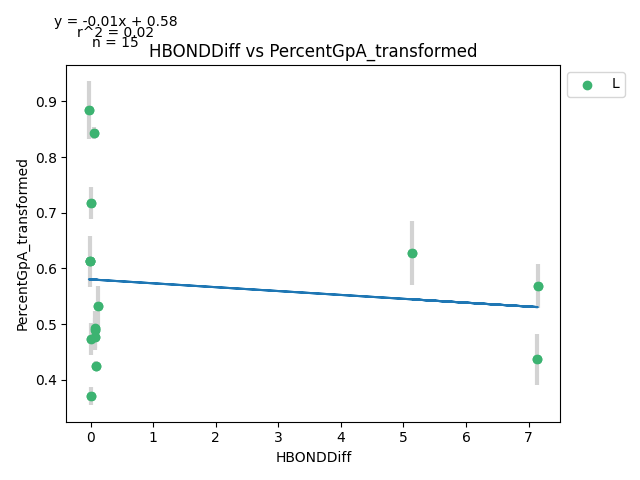 y = -0.01x + 0.58
r^2 = 0.02
n = 15
HBONDDiff vs PercentGpA_transformed
L
PercentGpA_transformed
0.9
0.8
0.7
0.6
0.5
0.4
0 1 2 3 4 5 6 7
HBONDDiff